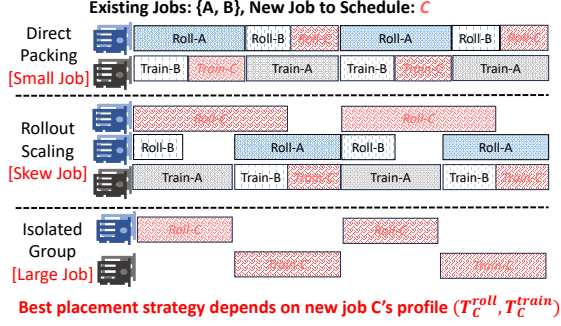 Existing Jobs: {A, B}, New Job to Schedule: C
Direct Packing [Small Job]
Roll-A Roll-B Roll-C Roll-A Roll-B Roll-C
Train-B Train-C Train-A Train-B Train-C Train-A
Rollout Scaling [Skew Job]
Roll-C Roll-C
Roll-B Roll-A Roll-B Roll-A
Train-A Train-B Train-C Train-A Train-B Train-C
Isolated Group [Large Job]
Roll-C Roll-C
Train-C Train-C
Best placement strategy depends on new job C's profile (T_C^roll, T_C^train)